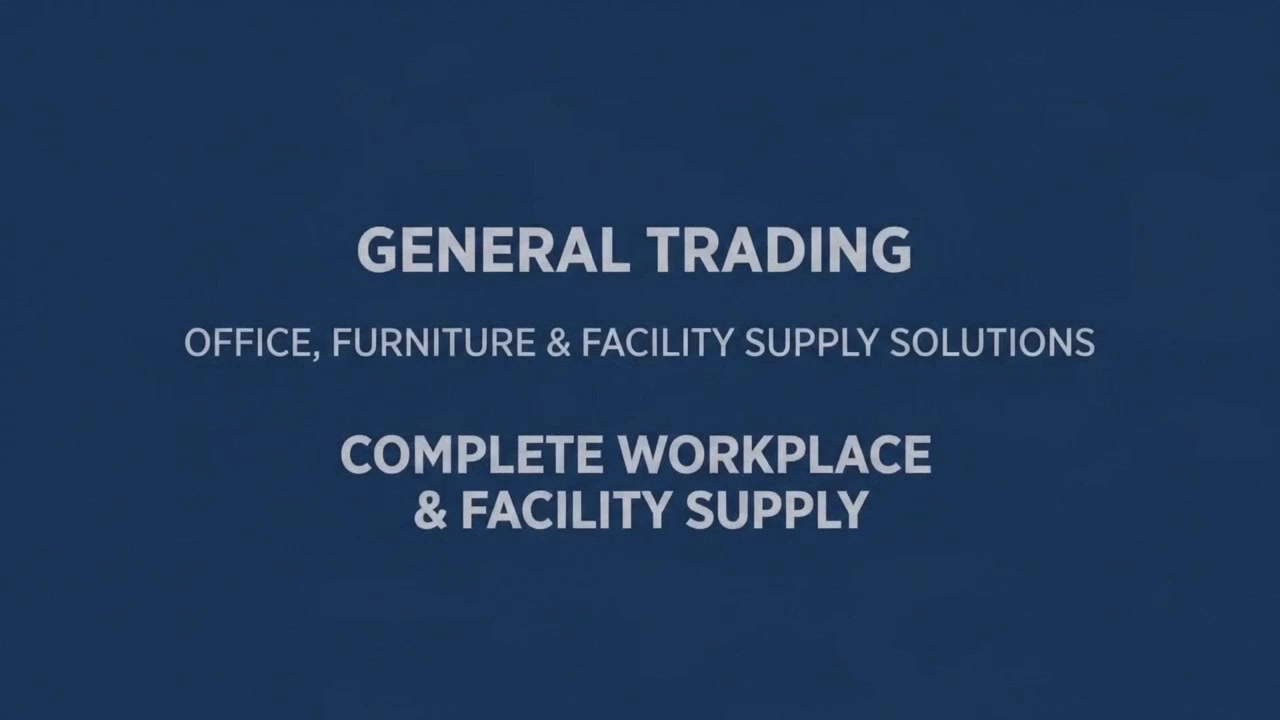 GENERAL TRADING
OFFICE, FURNITURE & FACILITY SUPPLY SOLUTIONS
COMPLETE WORKPLACE
& FACILITY SUPPLY